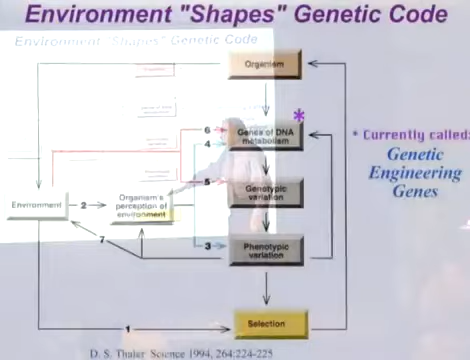 Environment "Shapes" Genetic Code
Environment "Shapes" Genetic Code
Organism
*
6
Genes of DNA
4
metabolism
* Currently called:
Genetic
Engineering
Genes
5
Genotypic
variation
Environment
2
Organism's
perception of
environment
7
3
Phenotypic
variation
1
Selection
D. S. Thaler Science 1994, 264:224-225